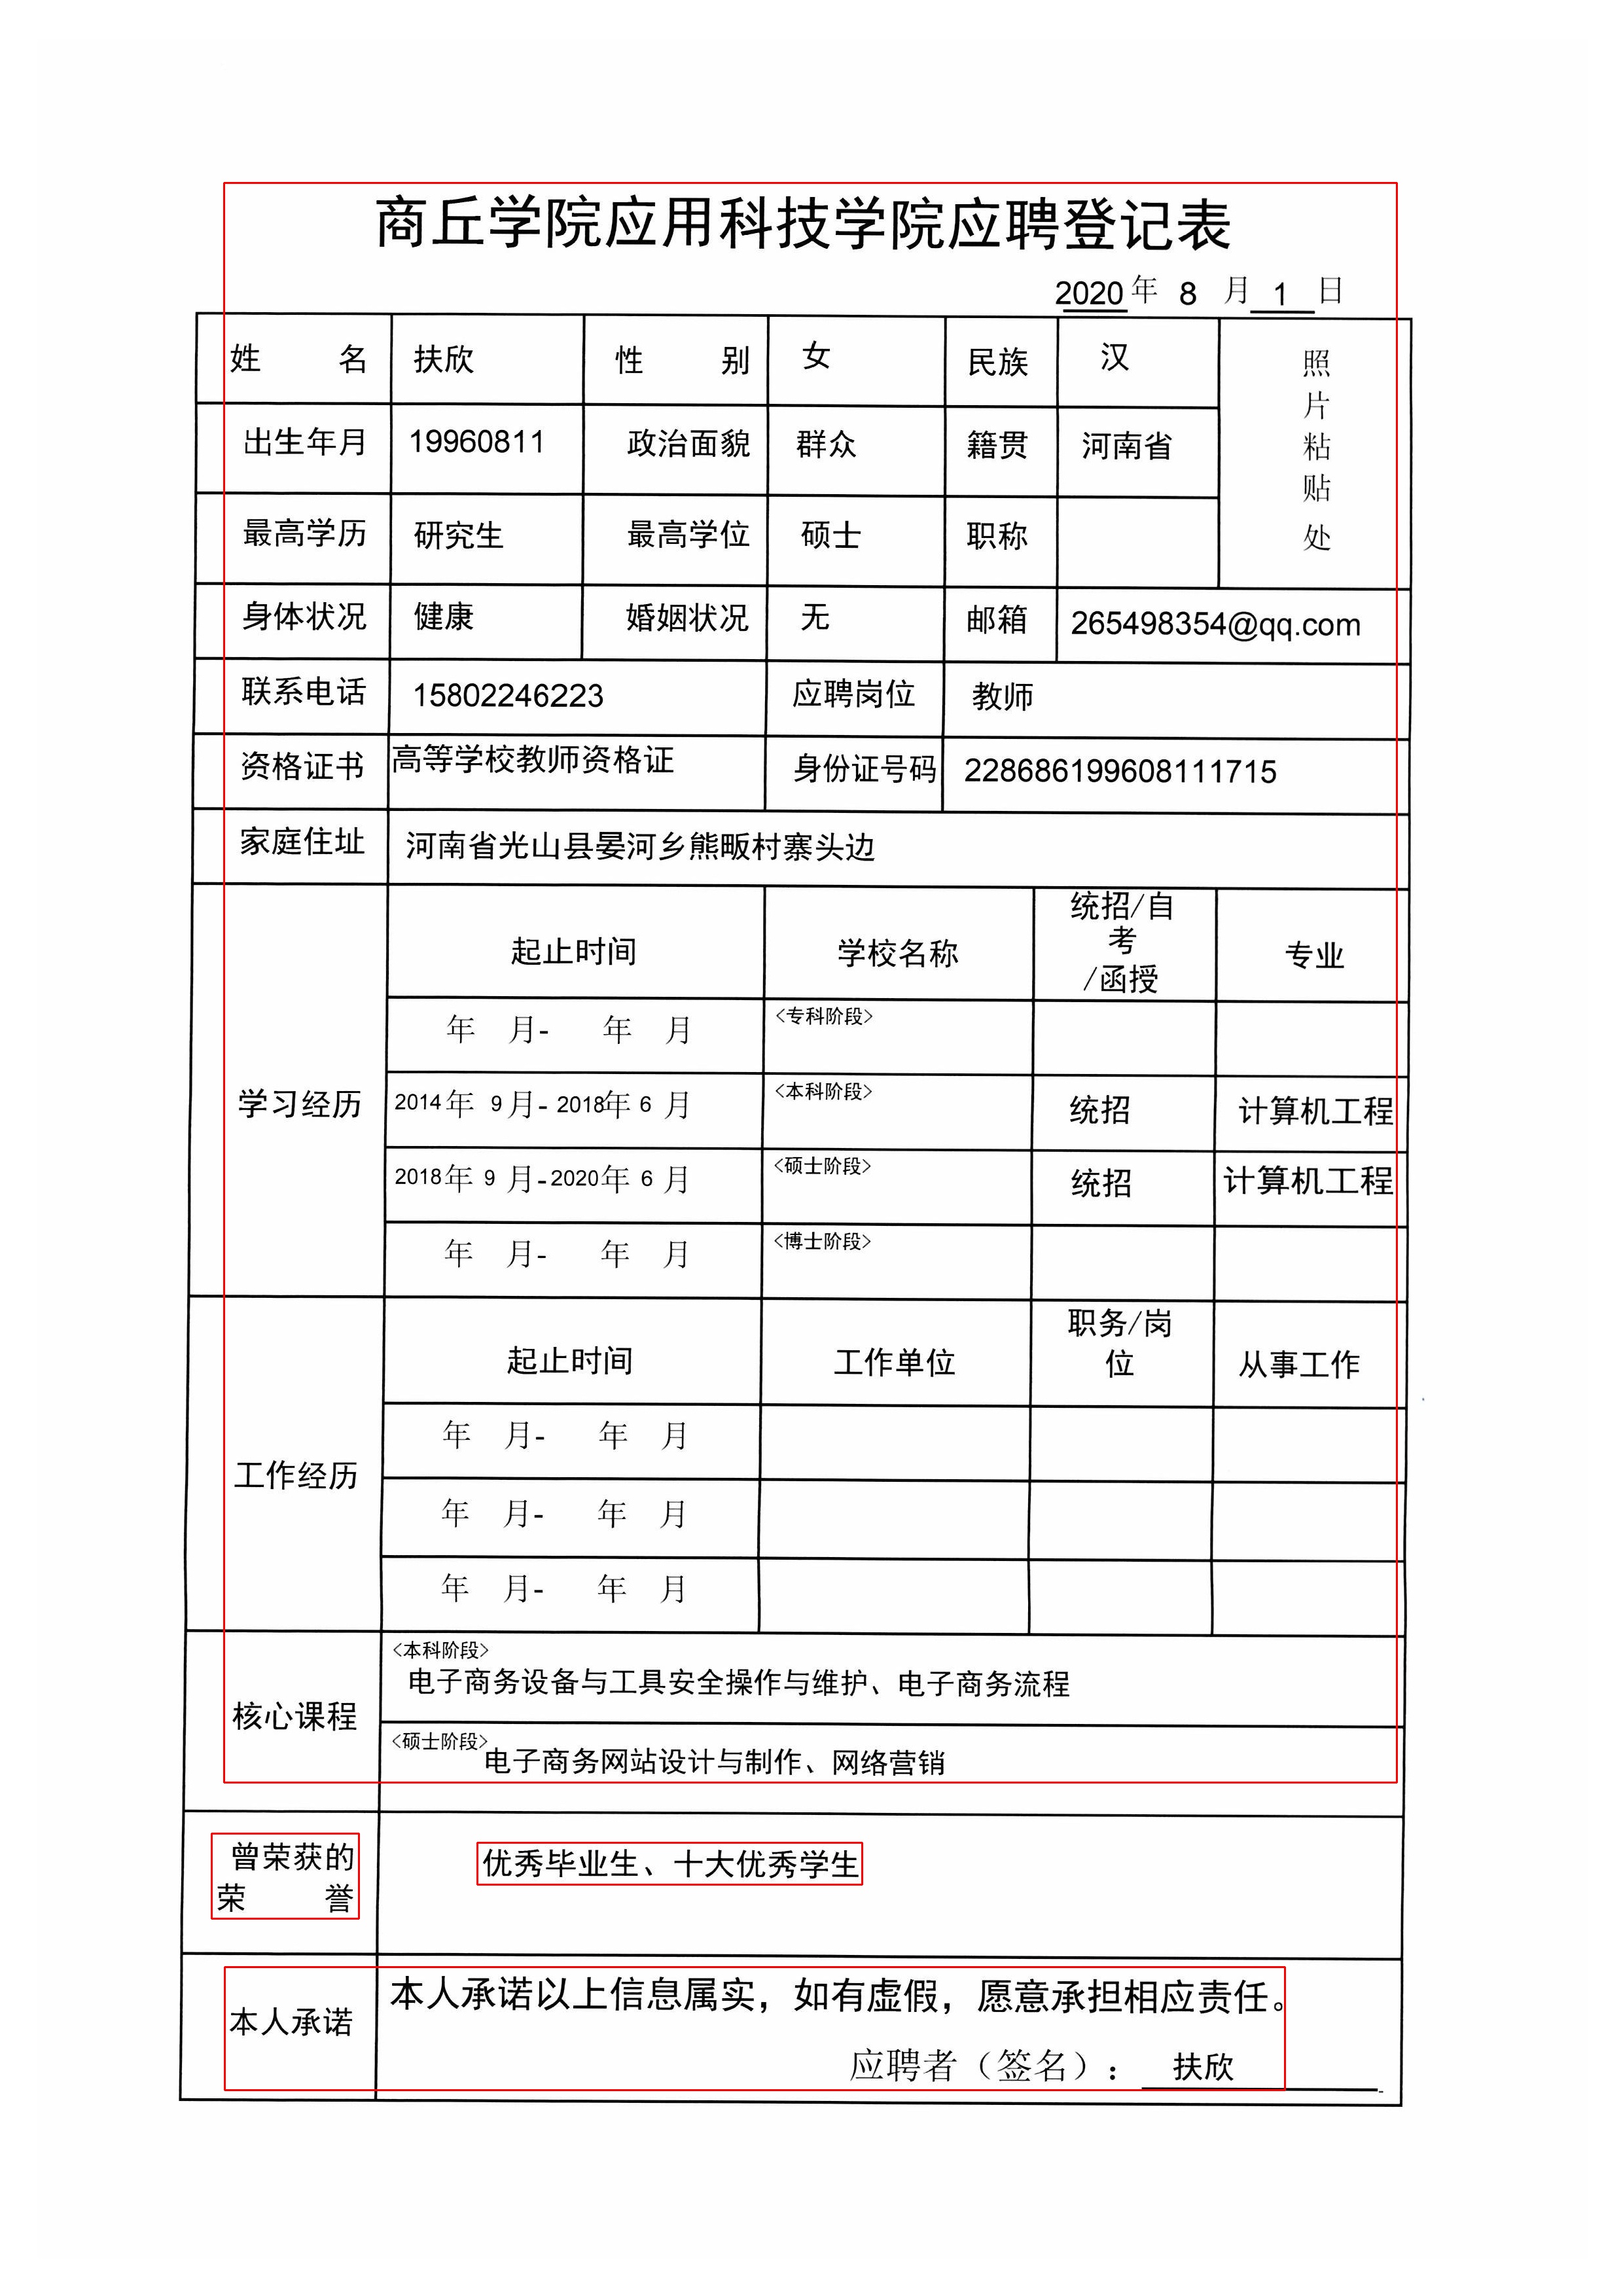 商丘学院应用科技学院应聘登记表
2020 年 8 月 1 日
姓 名 扶欣 性 别 女 民族 汉 照片粘贴处
出生年月 19960811 政治面貌 群众 籍贯 河南省
最高学历 研究生 最高学位 硕士 职称
身体状况 健康 婚姻状况 无 邮箱 265498354@qq.com
联系电话 15802246223 应聘岗位 教师
资格证书 高等学校教师资格证 身份证号码 228686199608111715
家庭住址 河南省光山县晏河乡熊畈村寨头边
学习经历
起止时间 学校名称 统招/自考/函授 专业
年 月- 年 月 <专科阶段>
2014年 9月- 2018年 6 月 <本科阶段> 统招 计算机工程
2018年 9 月- 2020年 6 月 <硕士阶段> 统招 计算机工程
年 月- 年 月 <博士阶段>
工作经历
起止时间 工作单位 职务/岗位 从事工作
年 月- 年 月
年 月- 年 月
年 月- 年 月
核心课程
<本科阶段>
电子商务设备与工具安全操作与维护、电子商务流程
<硕士阶段>
电子商务网站设计与制作、网络营销
曾荣获的
荣 誉
优秀毕业生、十大优秀学生
本人承诺
本人承诺以上信息属实，如有虚假，愿意承担相应责任。
应聘者（签名）： 扶欣